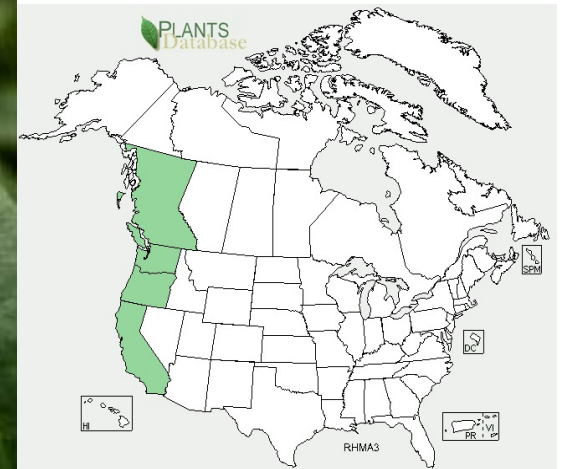 PLANTS
Database
SPM
DC
HI
PR
VI
RHMA3